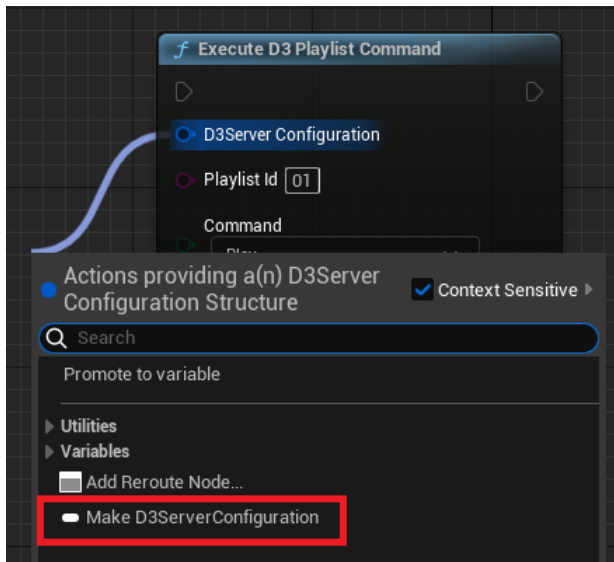 f Execute D3 Playlist Command
D3Server Configuration
Playlist Id 01
Command
Play
Actions providing a(n) D3Server
Configuration Structure
Context Sensitive
Search
Promote to variable
Utilities
Variables
Add Reroute Node...
Make D3ServerConfiguration